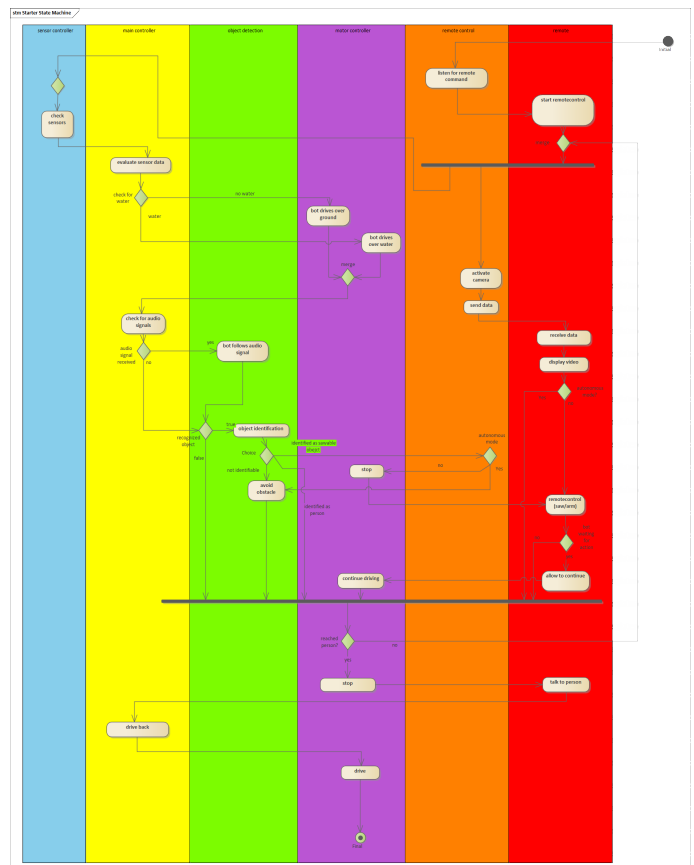 stm Starter State Machine
sensor controller
main controller
object detection
motor controller
remote control
remote
Initial
listen for remote
command
start remotecontrol
check
sensors
merge
evaluate sensor data
check for
water
no water
water
bot drives over
ground
bot drives
over water
merge
activate
camera
send data
check for audio
signals
receive data
audio
signal
received
yes
no
bot follows audio
signal
display video
recognized
object
true
false
object identification
Choice
identified as sawable
obejct
not identifiable
autonomous
mode
no
Yes
stop
avoid
obstacle
identified as
person
remotecontrol
(saw/arm)
continue driving
allow to continue
reached
person?
no
yes
stop
talk to person
drive back
drive
Final